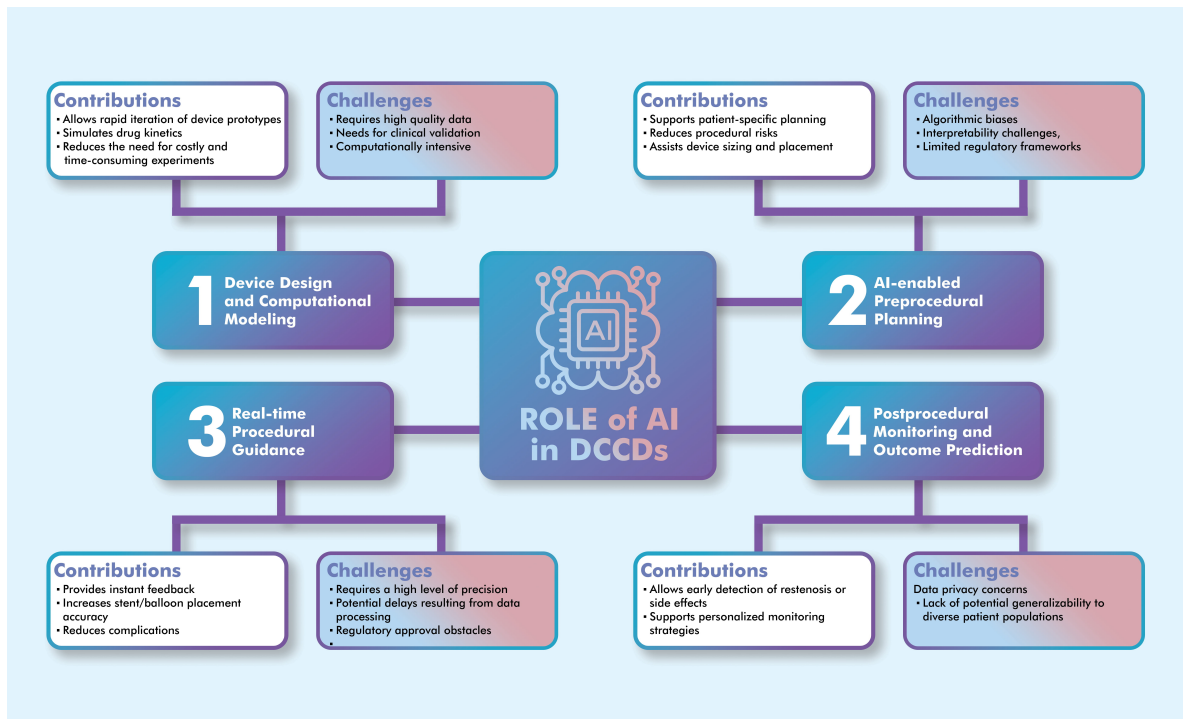 Contributions
▪ Allows rapid iteration of device prototypes
▪ Simulates drug kinetics
▪ Reduces the need for costly and
time-consuming experiments
Challenges
▪ Requires high quality data
▪ Needs for clinical validation
▪ Computationally intensive
Contributions
▪ Supports patient-specific planning
▪ Reduces procedural risks
▪ Assists device sizing and placement
Challenges
▪ Algorithmic biases
▪ Interpretability challenges,
▪ Limited regulatory frameworks
1
Device Design
and Computational
Modeling
AI
ROLE of AI
in DCCDs
2
AI-enabled
Preprocedural
Planning
3
Real-time
Procedural
Guidance
4
Postprocedural
Monitoring and
Outcome Prediction
Contributions
▪ Provides instant feedback
▪ Increases stent/balloon placement
accuracy
▪ Reduces complications
Challenges
▪ Requires a high level of precision
▪ Potential delays resulting from data
processing
▪ Regulatory approval obstacles
▪
Contributions
▪ Allows early detection of restenosis or
side effects
▪ Supports personalized monitoring
strategies
Challenges
Data privacy concerns
▪ Lack of potential generalizability to
diverse patient populations